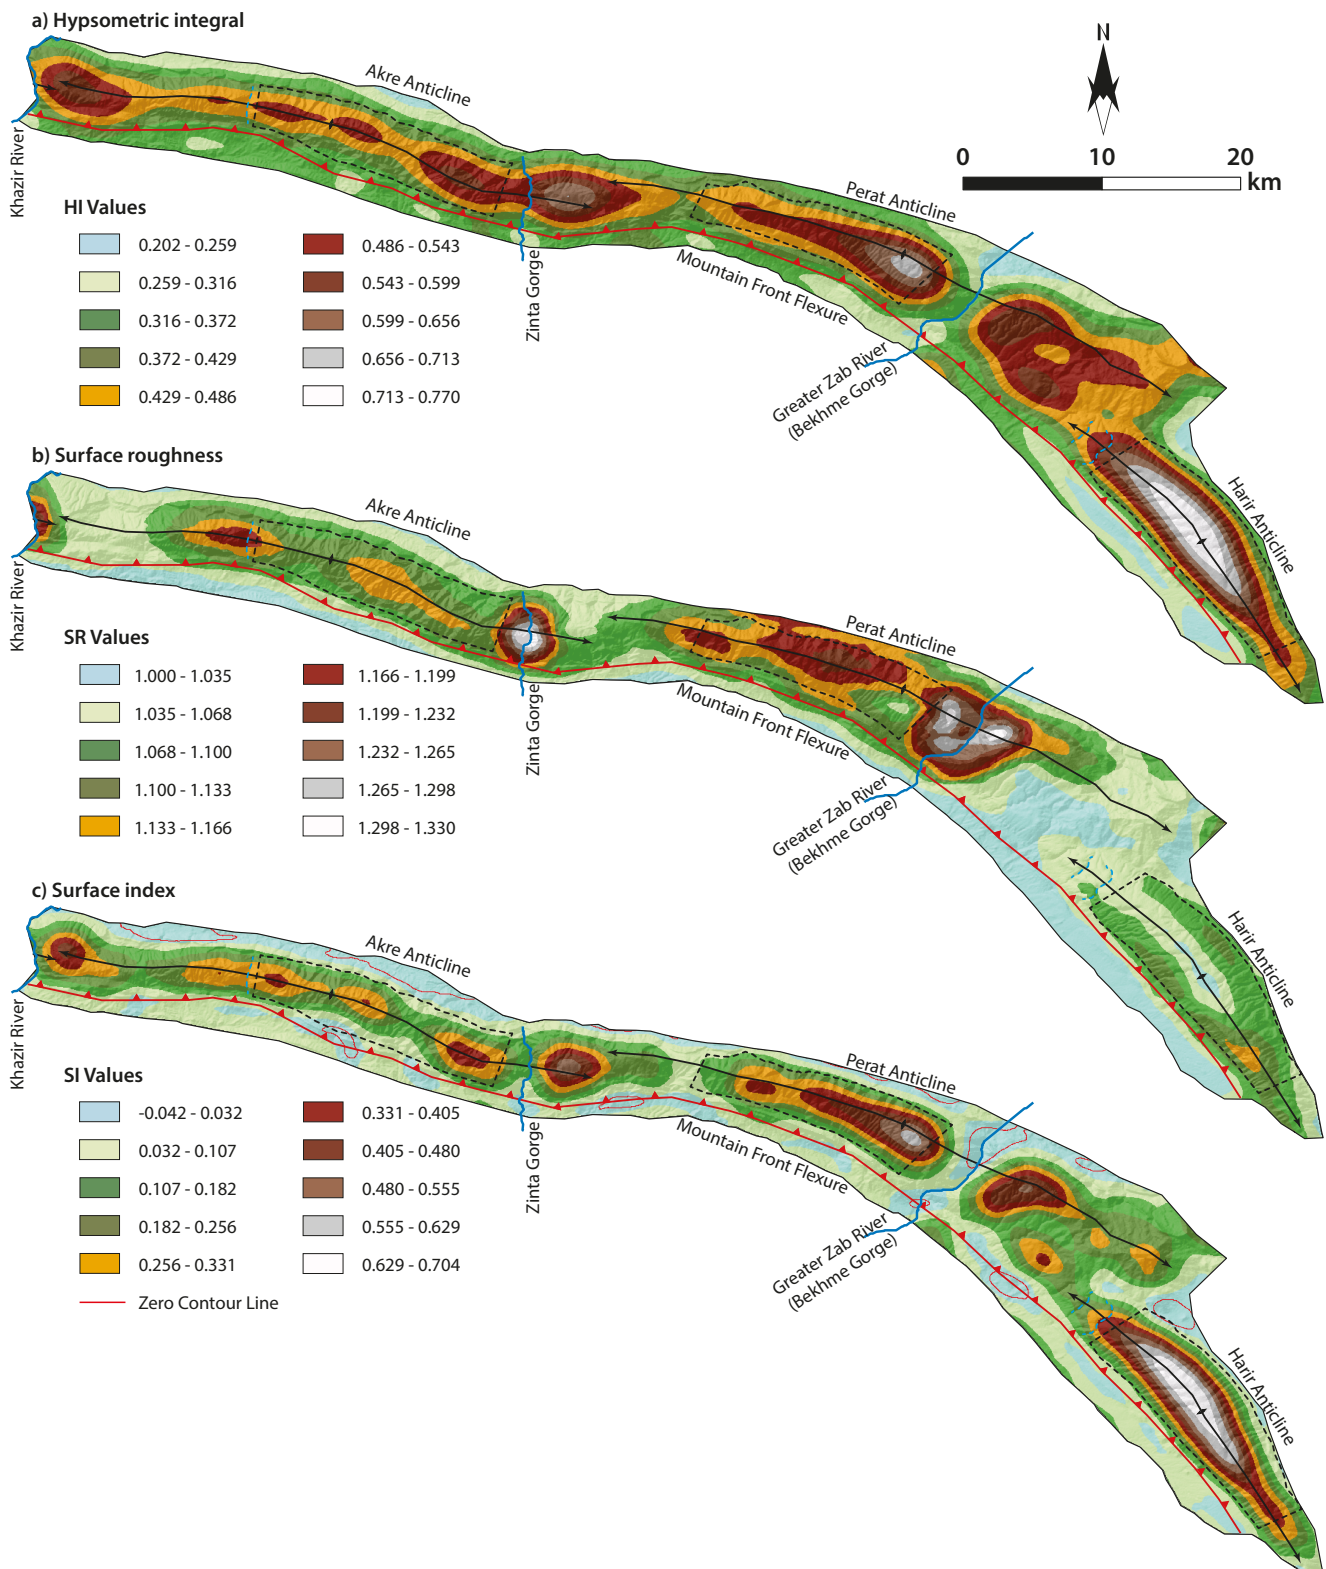 a) Hypsometric integral
N
Akre Anticline
0 10 20
km
Khazir River
Perat Anticline
HI Values
0.202 - 0.259
0.259 - 0.316
0.316 - 0.372
0.372 - 0.429
0.429 - 0.486
0.486 - 0.543
0.543 - 0.599
0.599 - 0.656
0.656 - 0.713
0.713 - 0.770
Zinta Gorge
Mountain Front Flexure
Greater Zab River
(Bekhme Gorge)
Harir Anticline
b) Surface roughness
Akre Anticline
Khazir River
Perat Anticline
SR Values
1.000 - 1.035
1.035 - 1.068
1.068 - 1.100
1.100 - 1.133
1.133 - 1.166
1.166 - 1.199
1.199 - 1.232
1.232 - 1.265
1.265 - 1.298
1.298 - 1.330
Zinta Gorge
Mountain Front Flexure
Greater Zab River
(Bekhme Gorge)
Harir Anticline
c) Surface index
Akre Anticline
Khazir River
Perat Anticline
SI Values
-0.042 - 0.032
0.032 - 0.107
0.107 - 0.182
0.182 - 0.256
0.256 - 0.331
0.331 - 0.405
0.405 - 0.480
0.480 - 0.555
0.555 - 0.629
0.629 - 0.704
Zero Contour Line
Zinta Gorge
Mountain Front Flexure
Greater Zab River
(Bekhme Gorge)
Harir Anticline